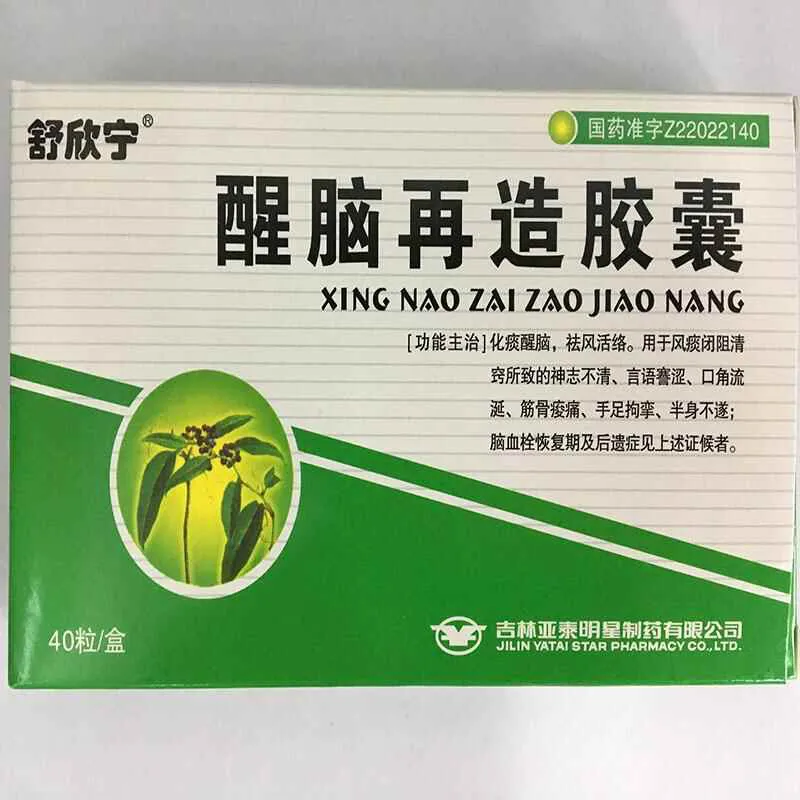 舒欣宁®
国药准字Z22022140
醒脑再造胶囊
XING NAO ZAI ZAO JIAO NANG
[功能主治]化痰醒脑，祛风活络。用于风痰闭阻清
窍所致的神志不清、言语謇涩、口角流
涎、筋骨痠痛、手足拘挛、半身不遂；
脑血栓恢复期及后遗症见上述证候者。
40粒/盒
吉林亚泰明星制药有限公司
JILIN YATAI STAR PHARMACY CO.,LTD.